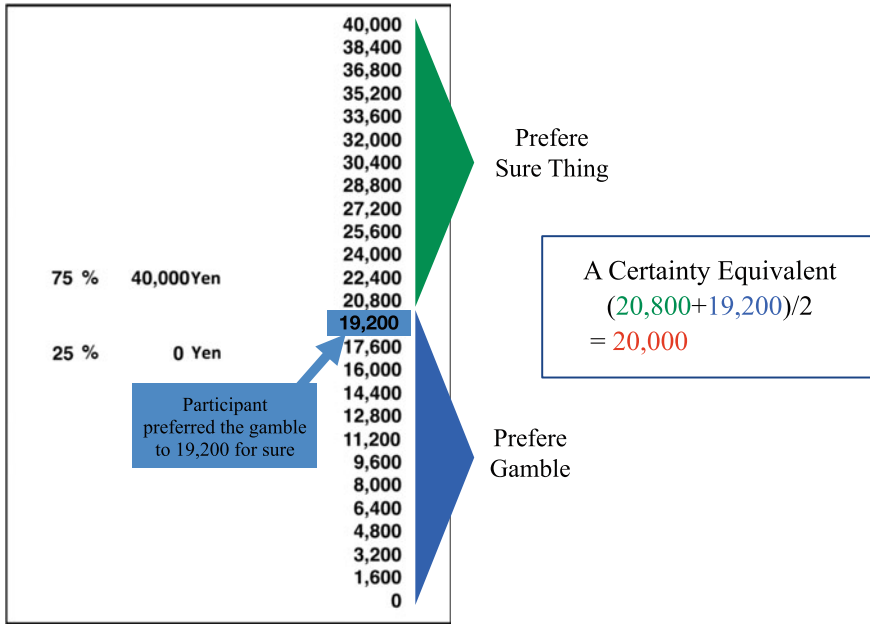 40,000
38,400
36,800
35,200
33,600
32,000
30,400
28,800
27,200
25,600
24,000
22,400
20,800
19,200
17,600
16,000
14,400
12,800
11,200
9,600
8,000
6,400
4,800
3,200
1,600
0
75 % 40,000 Yen
25 % 0 Yen
Participant
preferred the gamble
to 19,200 for sure
Prefere
Sure Thing
Prefere
Gamble
A Certainty Equivalent
(20,800+19,200)/2
= 20,000